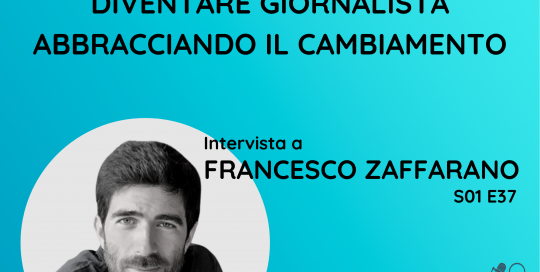 DIVENTARE GIORNALISTA
ABBRACCIANDO IL CAMBIAMENTO
Intervista a
FRANCESCO ZAFFARANO
S01 E37